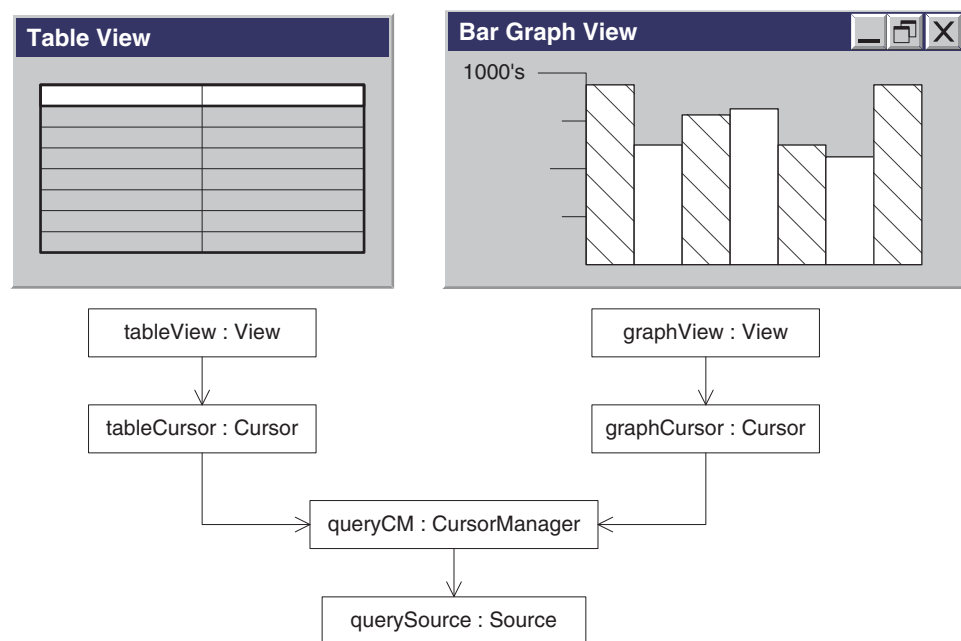 Table View
Bar Graph View
1000's
tableView : View
graphView : View
tableCursor : Cursor
graphCursor : Cursor
queryCM : CursorManager
querySource : Source